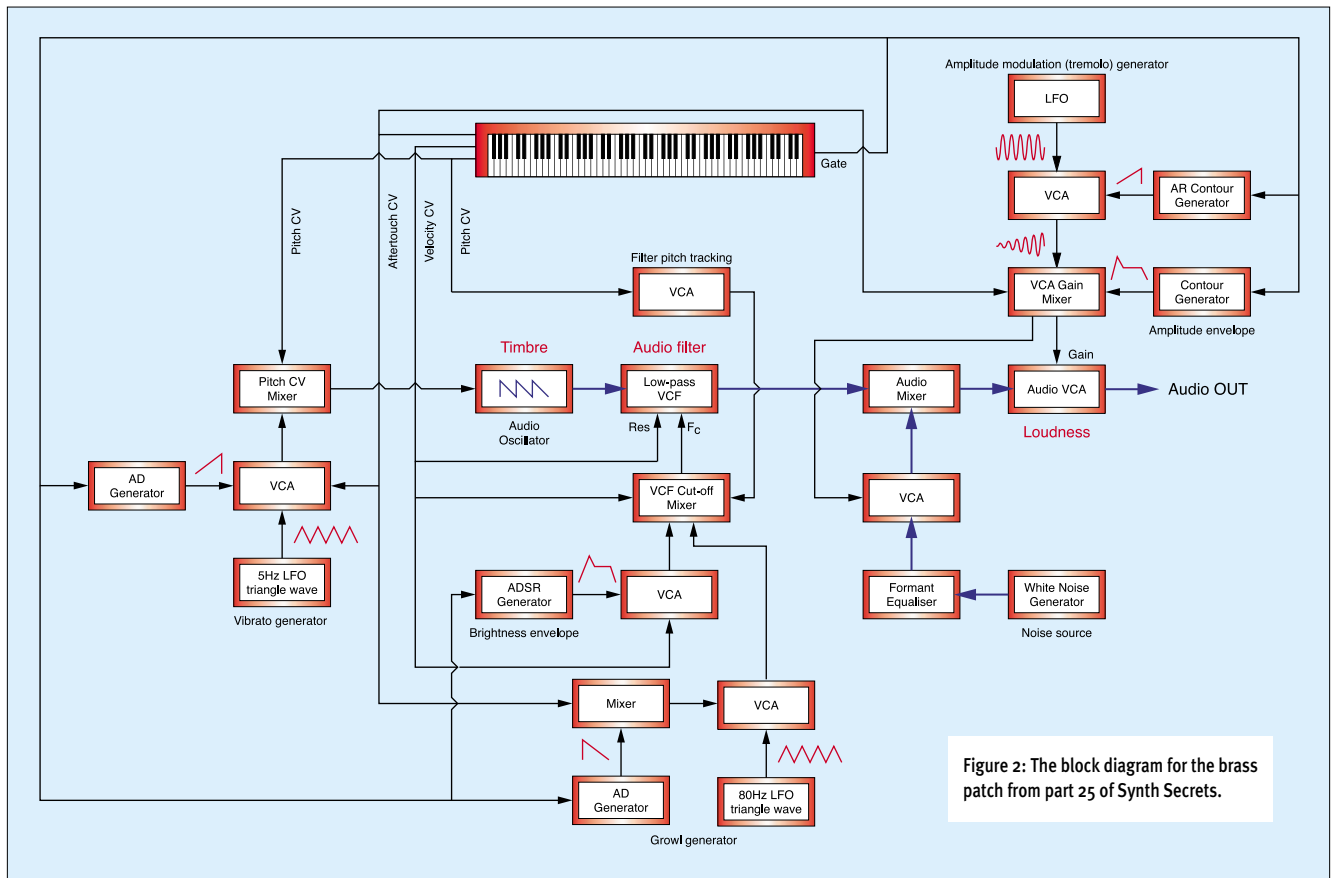 Amplitude modulation (tremolo) generator
LFO
Gate
VCA
AR Contour
Generator
Pitch CV
Aftertouch CV
Velocity CV
Pitch CV
Filter pitch tracking
VCA
VCA Gain
Mixer
Contour
Generator
Amplitude envelope
Gain
Timbre
Audio filter
Pitch CV
Mixer
Low-pass
VCF
Audio
Mixer
Audio VCA
Audio OUT
Audio
Oscillator
Res
Fc
Loudness
AD
Generator
VCA
VCF Cut-off
Mixer
VCA
5Hz LFO
triangle wave
Vibrato generator
ADSR
Generator
Brightness envelope
VCA
Formant
Equaliser
White Noise
Generator
Noise source
Mixer
VCA
AD
Generator
80Hz LFO
triangle wave
Growl generator
Figure 2: The block diagram for the brass
patch from part 25 of Synth Secrets.